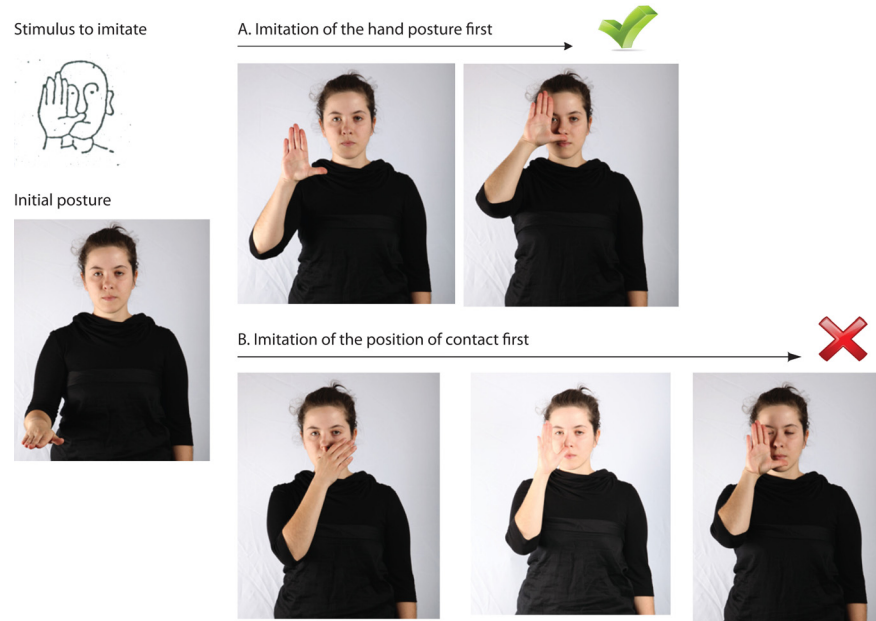 Stimulus to imitate
A. Imitation of the hand posture first
Initial posture
B. Imitation of the position of contact first